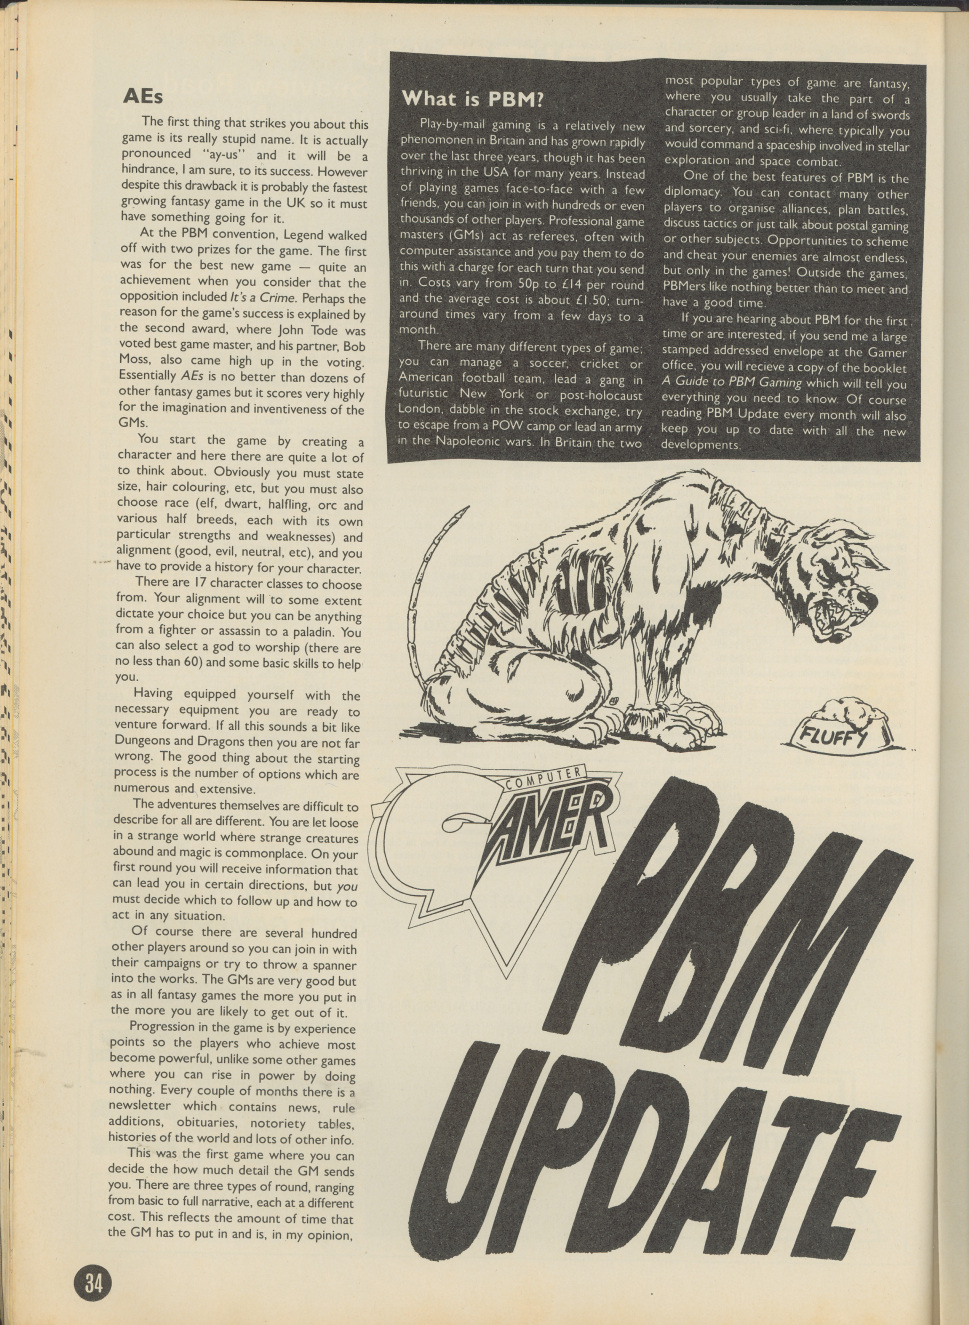 AEs
The first thing that strikes you about this
game is its really stupid name. It is actually
pronounced "ay-us" and it will be a
hindrance, I am sure, to its success. However
despite this drawback it is probably the fastest
growing fantasy game in the UK so it must
have something going for it.
At the PBM convention, Legend walked
off with two prizes for the game. The first
was for the best new game — quite an
achievement when you consider that the
opposition included It's a Crime. Perhaps the
reason for the game's success is explained by
the second award, where John Tode was
voted best game master, and his partner, Bob
Moss, also came high up in the voting.
Essentially AEs is no better than dozens of
other fantasy games but it scores very highly
for the imagination and inventiveness of the
GMs.
You start the game by creating a
character and here there are quite a lot of
to think about. Obviously you must state
size, hair colouring, etc, but you must also
choose race (elf, dwart, halfling, orc and
various half breeds, each with its own
particular strengths and weaknesses) and
alignment (good, evil, neutral, etc), and you
have to provide a history for your character.
There are 17 character classes to choose
from. Your alignment will to some extent
dictate your choice but you can be anything
from a fighter or assassin to a paladin. You
can also select a god to worship (there are
no less than 60) and some basic skills to help
you.
Having equipped yourself with the
necessary equipment you are ready to
venture forward. If all this sounds a bit like
Dungeons and Dragons then you are not far
wrong. The good thing about the starting
process is the number of options which are
numerous and extensive.
The adventures themselves are difficult to
describe for all are different. You are let loose
in a strange world where strange creatures
abound and magic is commonplace. On your
first round you will receive information that
can lead you in certain directions, but you
must decide which to follow up and how to
act in any situation.
Of course there are several hundred
other players around so you can join in with
their campaigns or try to throw a spanner
into the works. The GMs are very good but
as in all fantasy games the more you put in
the more you are likely to get out of it.
Progression in the game is by experience
points so the players who achieve most
become powerful, unlike some other games
where you can rise in power by doing
nothing. Every couple of months there is a
newsletter which contains news, rule
additions, obituaries, notoriety tables,
histories of the world and lots of other info.
This was the first game where you can
decide the how much detail the GM sends
you. There are three types of round, ranging
from basic to full narrative, each at a different
cost. This reflects the amount of time that
the GM has to put in and is, in my opinion,
What is PBM?
Play-by-mail gaming is a relatively new
phenomonen in Britain and has grown rapidly
over the last three years, though it has been
thriving in the USA for many years. Instead
of playing games face-to-face with a few
friends, you can join in with hundreds or even
thousands of other players. Professional game
masters (GMs) act as referees, often with
computer assistance and you pay them to do
this with a charge for each turn that you send
in. Costs vary from 50p to £14 per round
and the average cost is about £1.50; turn-
around times vary from a few days to a
month.
There are many different types of game;
you can manage a soccer, cricket or
American football team, lead a gang in
futuristic New York or post-holocaust
London, dabble in the stock exchange, try
to escape from a POW camp or lead an army
in the Napoleonic wars. In Britain the two
most popular types of game are fantasy,
where you usually take the part of a
character or group leader in a land of swords
and sorcery, and sci-fi, where typically you
would command a spaceship involved in stellar
exploration and space combat.
One of the best features of PBM is the
diplomacy. You can contact many other
players to organise alliances, plan battles,
discuss tactics or just talk about postal gaming
or other subjects. Opportunities to scheme
and cheat your enemies are almost endless,
but only in the games! Outside the games,
PBMers like nothing better than to meet and
have a good time.
If you are hearing about PBM for the first
time or are interested, if you send me a large
stamped addressed envelope at the Gamer
office, you will recieve a copy of the booklet
A Guide to PBM Gaming which will tell you
everything you need to know. Of course
reading PBM Update every month will also
keep you up to date with all the new
developments.
FLUFFY
COMPUTER
GAMER
PBM
UPDATE
34